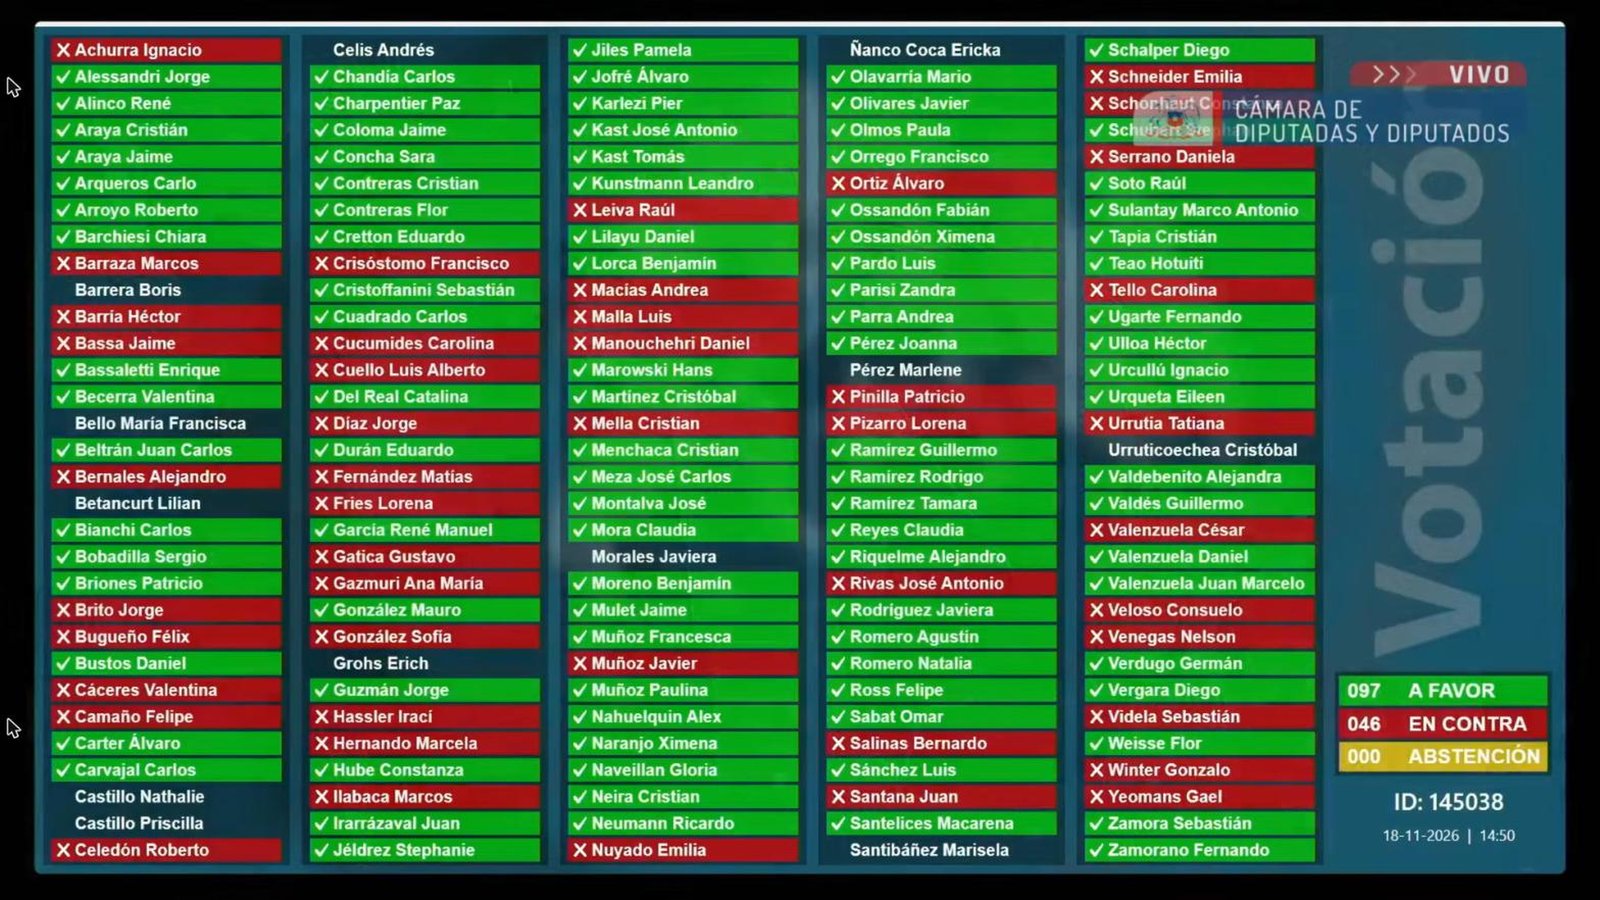 Achurra Ignacio
Alessandri Jorge
Alinco René
Araya Cristián
Araya Jaime
Arqueros Carlo
Arroyo Roberto
Barchiesi Chiara
Barraza Marcos
Barrera Boris
Barría Héctor
Bassa Jaime
Bassaletti Enrique
Becerra Valentina
Bello María Francisca
Beltrán Juan Carlos
Bernales Alejandro
Betancurt Lilian
Bianchi Carlos
Bobadilla Sergio
Briones Patricio
Brito Jorge
Bugueño Félix
Bustos Daniel
Cáceres Valentina
Camaño Felipe
Carter Álvaro
Carvajal Carlos
Castillo Nathalie
Castillo Priscilla
Celedón Roberto
Celis Andrés
Chandía Carlos
Charpentier Paz
Coloma Jaime
Concha Sara
Contreras Cristian
Contreras Flor
Cretton Eduardo
Crisóstomo Francisco
Cristoffanini Sebastián
Cuadrado Carlos
Cucumides Carolina
Cuello Luis Alberto
Del Real Catalina
Díaz Jorge
Durán Eduardo
Fernández Matías
Fries Lorena
García René Manuel
Gatica Gustavo
Gazmuri Ana María
González Mauro
González Sofía
Grohs Erich
Guzmán Jorge
Hassler Irací
Hernando Marcela
Hube Constanza
Ilabaca Marcos
Irarrázaval Juan
Jéldrez Stephanie
Jiles Pamela
Jofré Álvaro
Karlezi Pier
Kast José Antonio
Kast Tomás
Kunstmann Leandro
Leiva Raúl
Lilayu Daniel
Lorca Benjamín
Macías Andrea
Malla Luis
Manouchehri Daniel
Marowski Hans
Martínez Cristóbal
Mella Cristian
Menchaca Cristian
Meza José Carlos
Montalva José
Mora Claudia
Morales Javiera
Moreno Benjamín
Mulet Jaime
Muñoz Francesca
Muñoz Javier
Muñoz Paulina
Nahuelquin Alex
Naranjo Ximena
Naveillan Gloria
Neira Cristian
Neumann Ricardo
Nuyado Emilia
Ñanco Coca Ericka
Olavarría Mario
Olivares Javier
Olmos Paula
Orrego Francisco
Ortiz Álvaro
Ossandón Fabián
Ossandón Ximena
Pardo Luis
Parisi Zandra
Parra Andrea
Pérez Joanna
Pérez Marlene
Pinilla Patricio
Pizarro Lorena
Ramírez Guillermo
Ramírez Rodrigo
Ramírez Tamara
Reyes Claudia
Riquelme Alejandro
Rivas José Antonio
Rodríguez Javiera
Romero Agustín
Romero Natalia
Ross Felipe
Sabat Omar
Salinas Bernardo
Sánchez Luis
Santana Juan
Santelices Macarena
Santibáñez Marisela
Schalper Diego
Schneider Emilia
Serrano Daniela
Soto Raúl
Sulantay Marco Antonio
Tapia Cristián
Teao Hotuiti
Tello Carolina
Ugarte Fernando
Ulloa Héctor
Urcullú Ignacio
Urqueta Eileen
Urrutia Tatiana
Urruticoechea Cristóbal
Valdebenito Alejandra
Valdés Guillermo
Valenzuela César
Valenzuela Daniel
Valenzuela Juan Marcelo
Veloso Consuelo
Venegas Nelson
Verdugo Germán
Vergara Diego
Videla Sebastián
Weisse Flor
Winter Gonzalo
Yeomans Gael
Zamora Sebastián
Zamorano Fernando
>>> VIVO
CÁMARA DE
DIPUTADAS Y DIPUTADOS
Votación
097 A FAVOR
046 EN CONTRA
000 ABSTENCIÓN
ID: 145038
18-11-2026 | 14:50